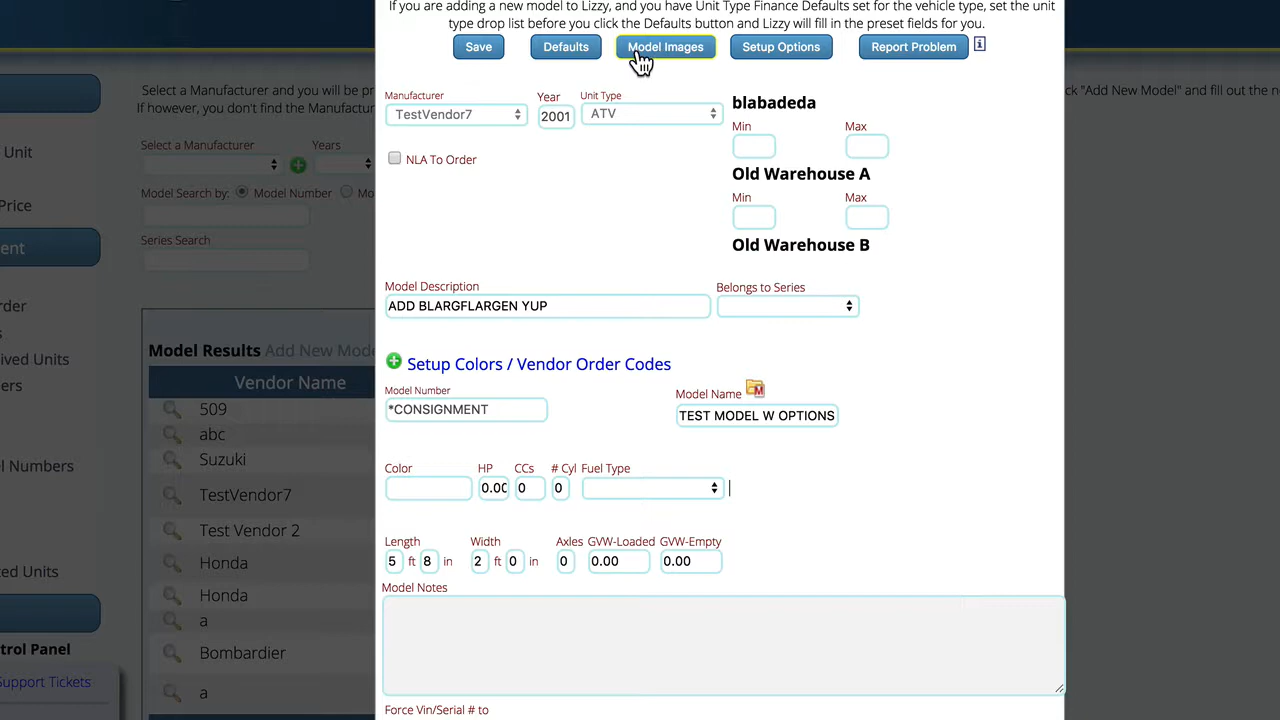 If you are adding a new model to Lizzy, and you have Unit Type Finance Defaults set for the vehicle type, set the unit
type drop list before you click the Defaults button and Lizzy will fill in the preset fields for you.
Save Defaults Model Images Setup Options Report Problem i
Select a Manufacturer and you will be pr
If however, you don't find the Manufactur
ck "Add New Model" and fill out the n
Unit
Price
ent
order
s
ived Units
ers
el Numbers
ed Units
trol Panel
Support Tickets
Select a Manufacturer Years
Model Search by: Model Number Mo
Series Search
Model Results Add New Mode
Vendor Name
509
abc
Suzuki
TestVendor7
Test Vendor 2
Honda
Honda
a
Bombardier
a
Manufacturer Year Unit Type
TestVendor7 2001 ATV
NLA To Order
blabadeda
Min Max
Old Warehouse A
Min Max
Old Warehouse B
Model Description Belongs to Series
ADD BLARGFLARGEN YUP
Setup Colors / Vendor Order Codes
Model Number Model Name M
*CONSIGNMENT TEST MODEL W OPTIONS
Color HP CCs # Cyl Fuel Type
0.00 0 0
Length Width Axles GVW-Loaded GVW-Empty
5 ft 8 in 2 ft 0 in 0 0.00 0.00
Model Notes
Force Vin/Serial # to